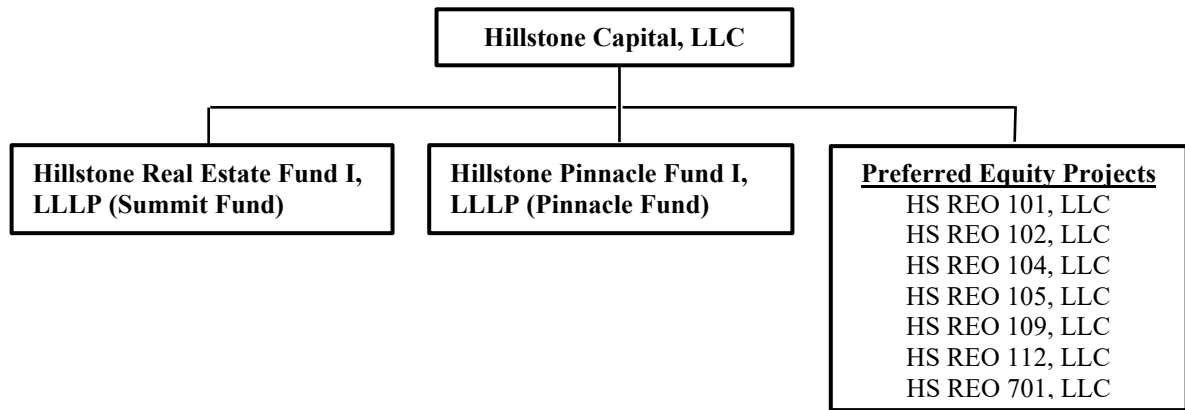 Hillstone Capital, LLC
Hillstone Real Estate Fund I,
LLLP (Summit Fund)
Hillstone Pinnacle Fund I,
LLLP (Pinnacle Fund)
Preferred Equity Projects
HS REO 101, LLC
HS REO 102, LLC
HS REO 104, LLC
HS REO 105, LLC
HS REO 109, LLC
HS REO 112, LLC
HS REO 701, LLC